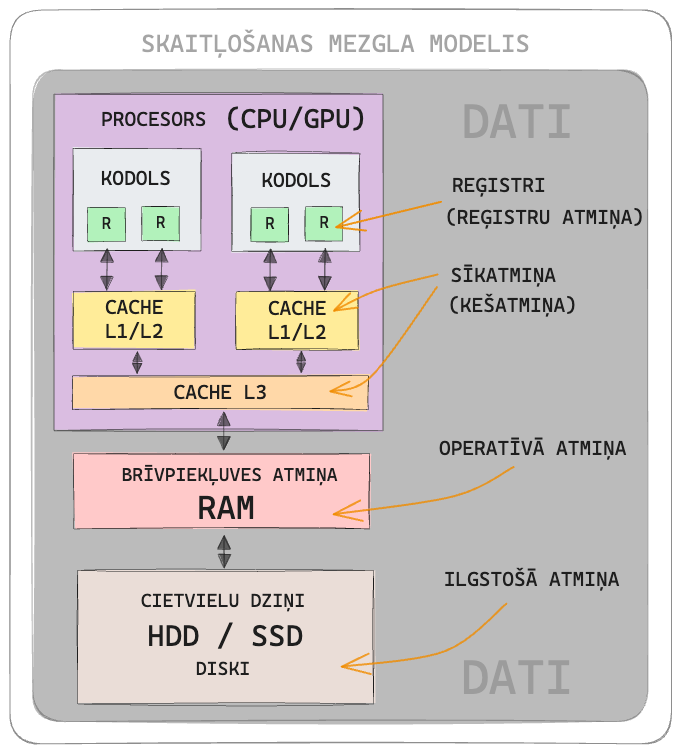 SKAITĻOŠANAS MEZGLA MODELIS
DATI
PROCESORS (CPU/GPU)
KODOLS
KODOLS
R
R
R
R
REĢISTRI
(REĢISTRU ATMIŅA)
CACHE
L1/L2
CACHE
L1/L2
SĪKATMIŅA
(KEŠATMIŅA)
CACHE L3
OPERATĪVĀ ATMIŅA
BRĪVPIEKĻUVES ATMIŅA
RAM
ILGSTOŠĀ ATMIŅA
CIETVIELU DZIŅI
HDD / SSD
DISKI
DATI